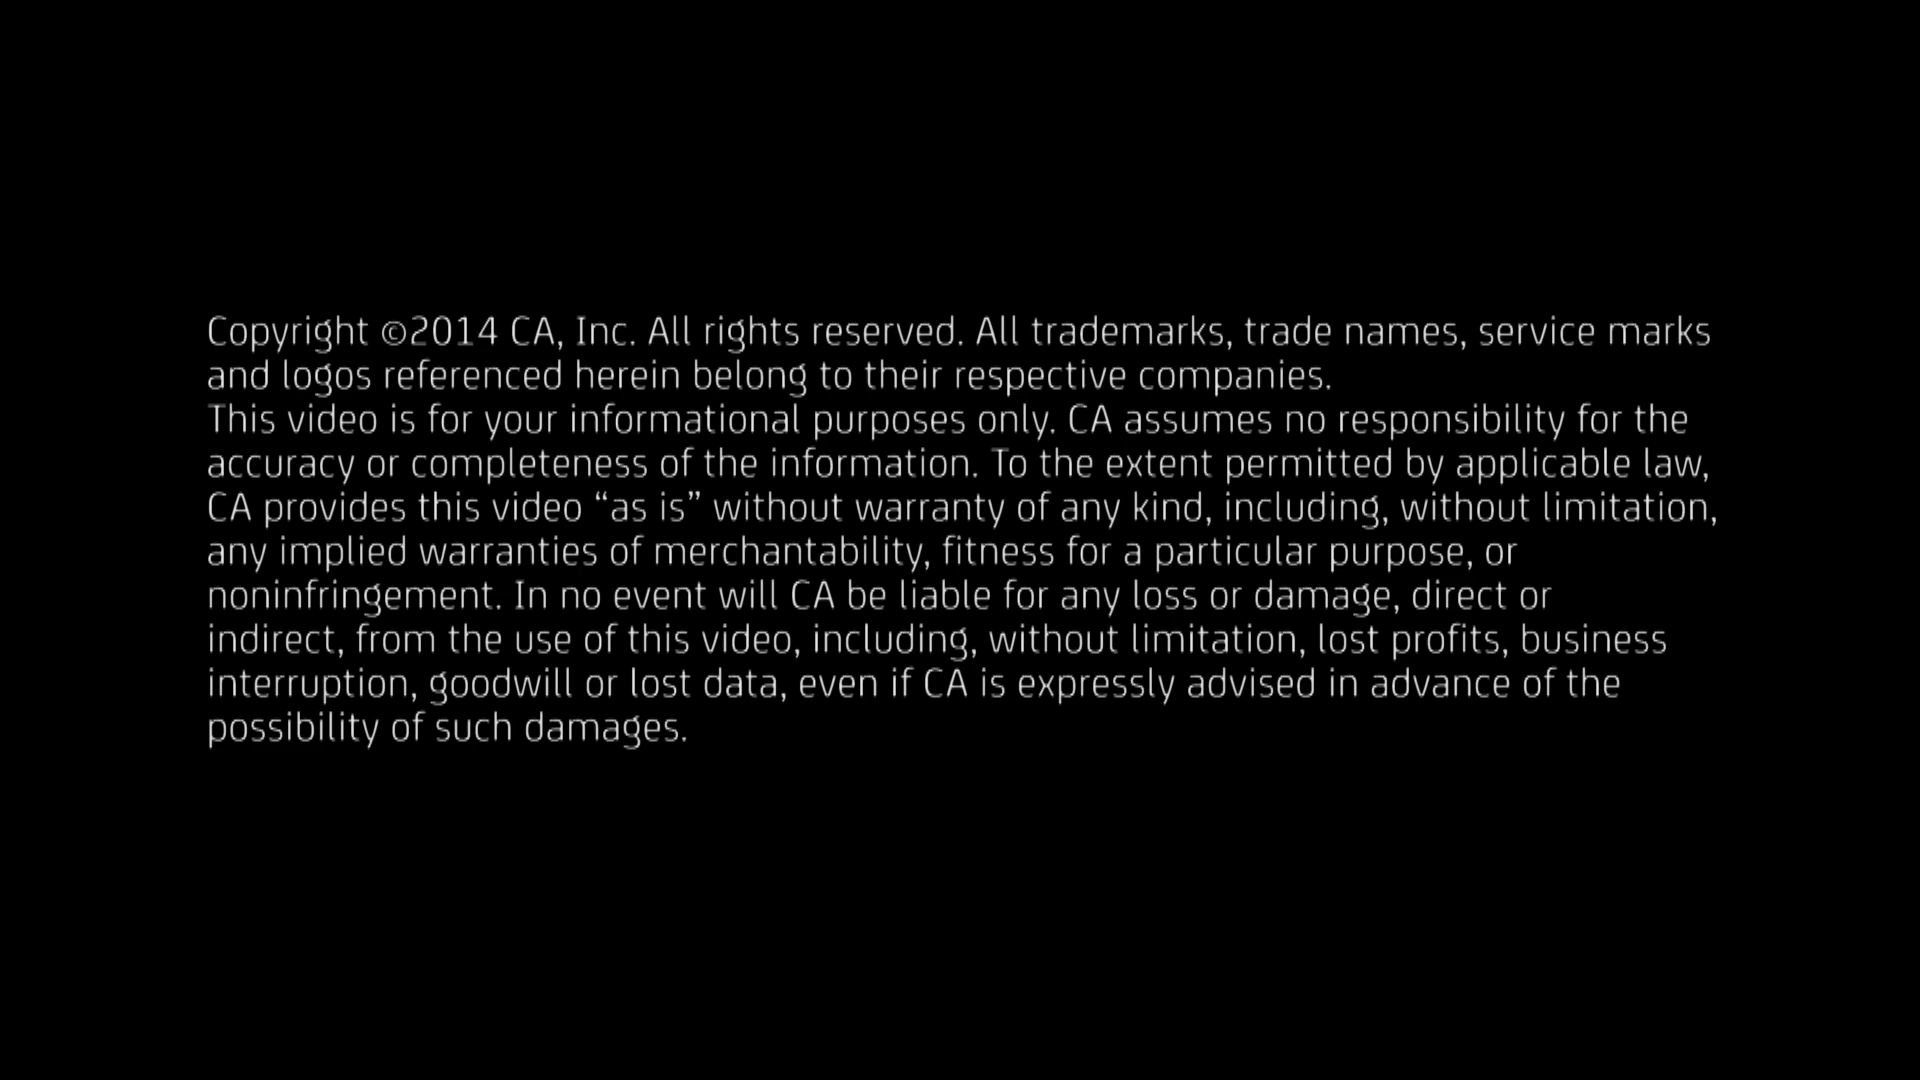 Copyright ©2014 CA, Inc. All rights reserved. All trademarks, trade names, service marks
and logos referenced herein belong to their respective companies.
This video is for your informational purposes only. CA assumes no responsibility for the
accuracy or completeness of the information. To the extent permitted by applicable law,
CA provides this video “as is” without warranty of any kind, including, without limitation,
any implied warranties of merchantability, fitness for a particular purpose, or
noninfringement. In no event will CA be liable for any loss or damage, direct or
indirect, from the use of this video, including, without limitation, lost profits, business
interruption, goodwill or lost data, even if CA is expressly advised in advance of the
possibility of such damages.